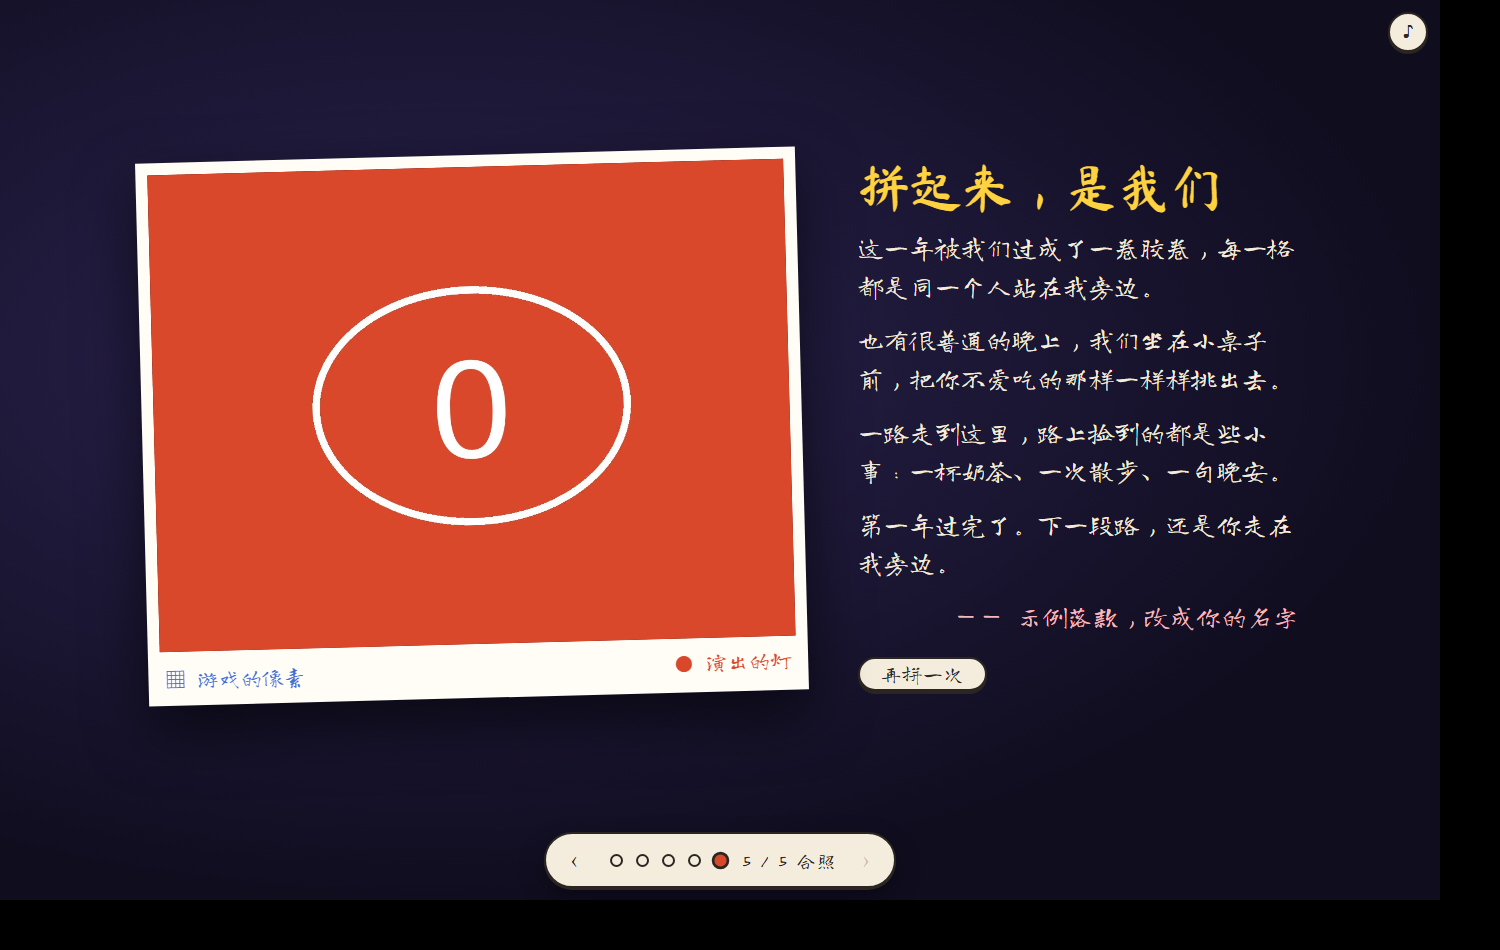 ♪
0
游戏的像素
演出的灯
拼起来，是我们
这一年被我们过成了一卷胶卷，每一格
都是同一个人站在我旁边。
也有很普通的晚上，我们坐在小桌子
前，把你不爱吃的那样一样样挑出去。
一路走到这里，路上捡到的都是些小
事：一杯奶茶、一次散步、一句晚安。
第一年过完了。下一段路，还是你走在
我旁边。
—— 示例落款，改成你的名字
再拼一次
‹ 5 / 5 合照 ›